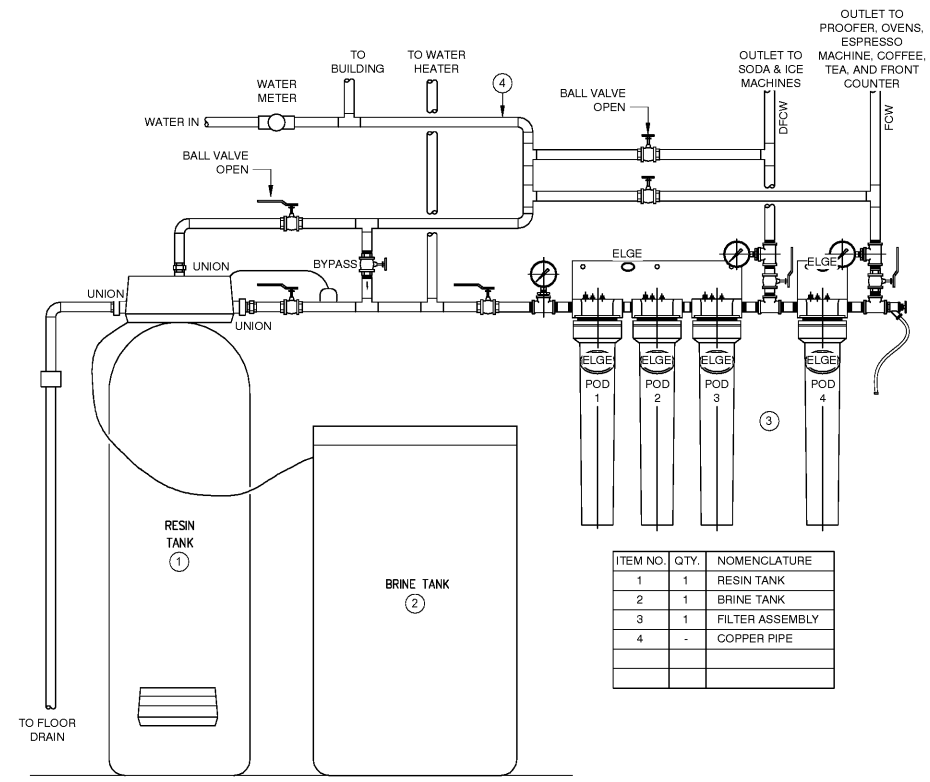 OUTLET TO
PROOFER, OVENS,
ESPRESSO
MACHINE, COFFEE,
TEA, AND FRONT
COUNTER
TO
BUILDING
TO WATER
HEATER
OUTLET TO
SODA & ICE
MACHINES
WATER
METER
4
BALL VALVE
OPEN
DFCW
FCW
WATER IN
BALL VALVE
OPEN
BYPASS
UNION
ELGE
ELGE
UNION
UNION
ELGE
POD
1
ELGE
POD
2
ELGE
POD
3
ELGE
POD
4
3
RESIN
TANK
1
BRINE TANK
2
ITEM NO. QTY. NOMENCLATURE
1 1 RESIN TANK
2 1 BRINE TANK
3 1 FILTER ASSEMBLY
4 - COPPER PIPE
TO FLOOR
DRAIN